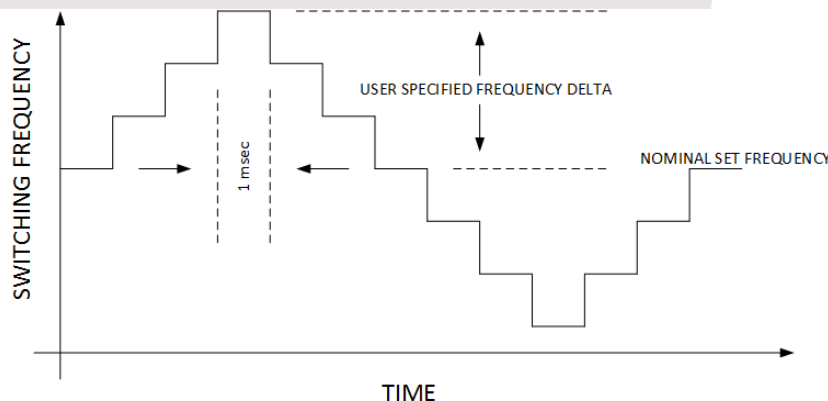 SWITCHING FREQUENCY
USER SPECIFIED FREQUENCY DELTA
1 msec
NOMINAL SET FREQUENCY
TIME